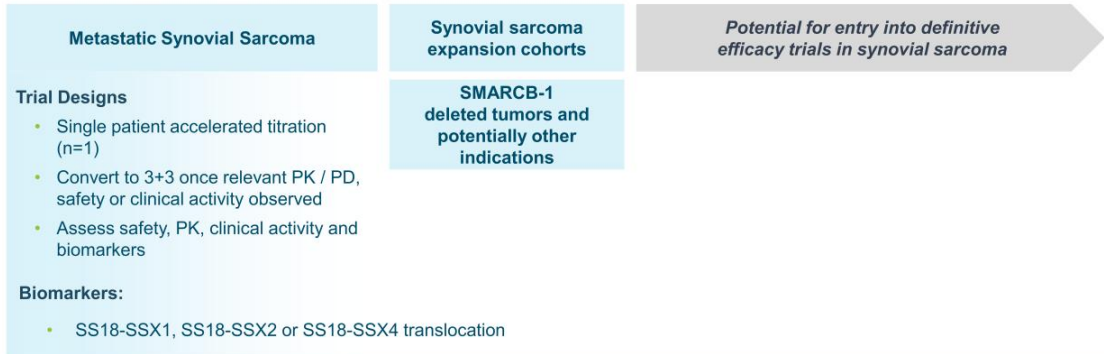 Metastatic Synovial Sarcoma
Synovial sarcoma
expansion cohorts
Potential for entry into definitive
efficacy trials in synovial sarcoma
Trial Designs
• Single patient accelerated titration
(n=1)
• Convert to 3+3 once relevant PK / PD,
safety or clinical activity observed
• Assess safety, PK, clinical activity and
biomarkers
Biomarkers:
• SS18-SSX1, SS18-SSX2 or SS18-SSX4 translocation
SMARCB-1
deleted tumors and
potentially other
indications